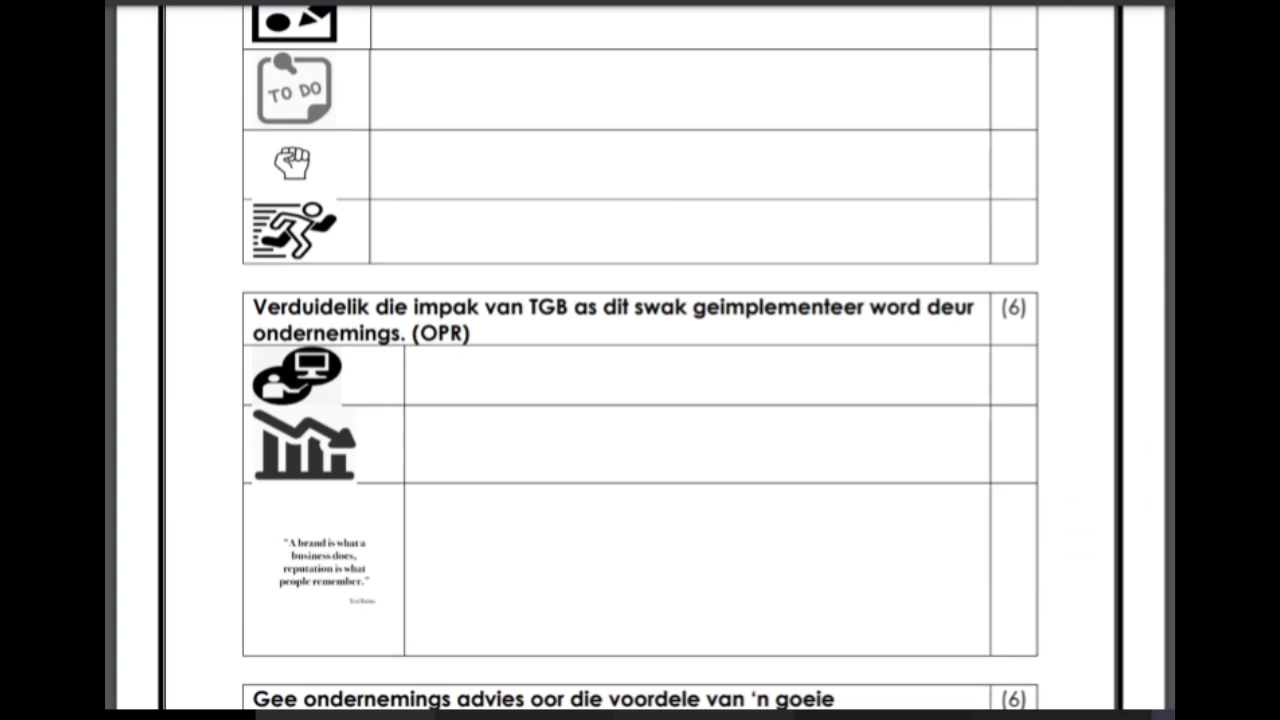 TO DO
Verduidelik die impak van TGB as dit swak geimplementeer word deur (6)
ondernemings. (OPR)
"A brand is what a
business does,
reputation is what
people remember."
Gee ondernemings advies oor die voordele van ‘n goeie (6)